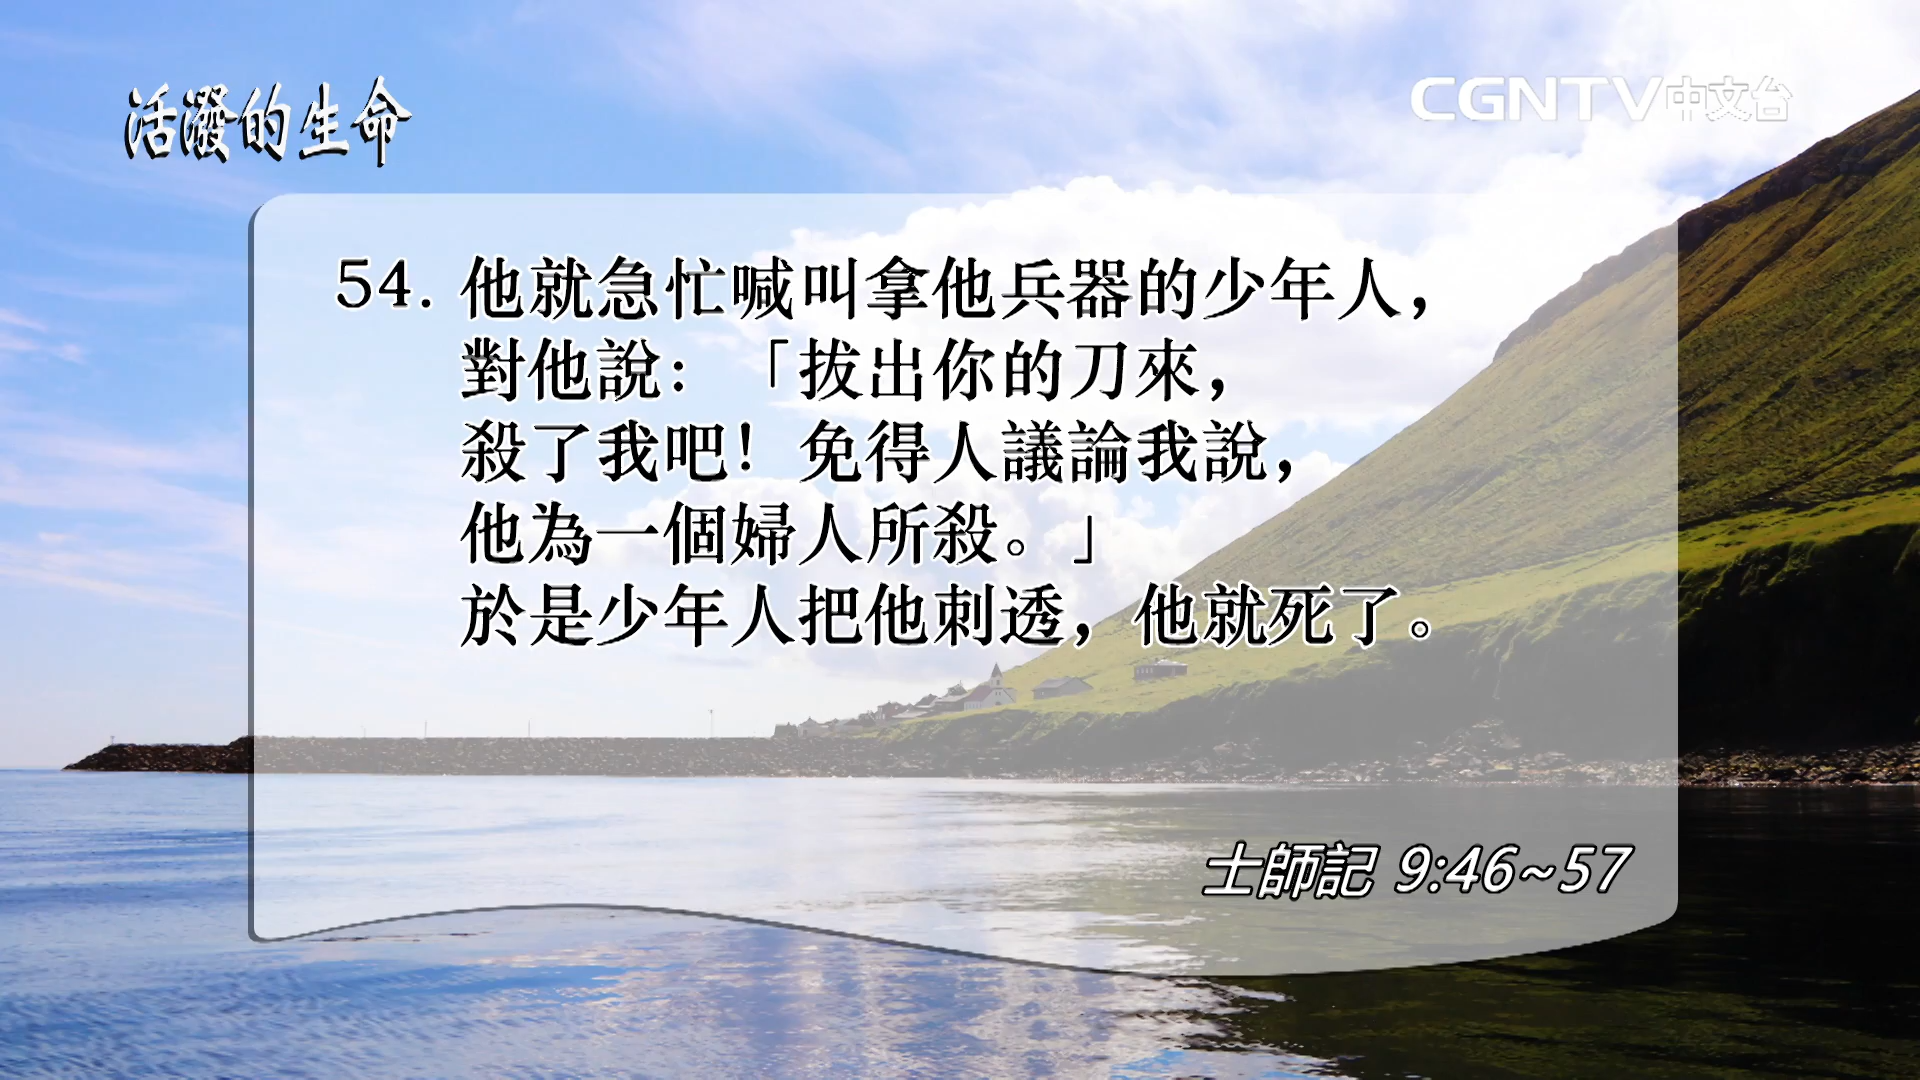 活潑的生命
CGNTV中文台
54. 他就急忙喊叫拿他兵器的少年人，
對他說：「拔出你的刀來，
殺了我吧！免得人議論我說，
他為一個婦人所殺。」
於是少年人把他刺透，他就死了。
士師記 9:46~57